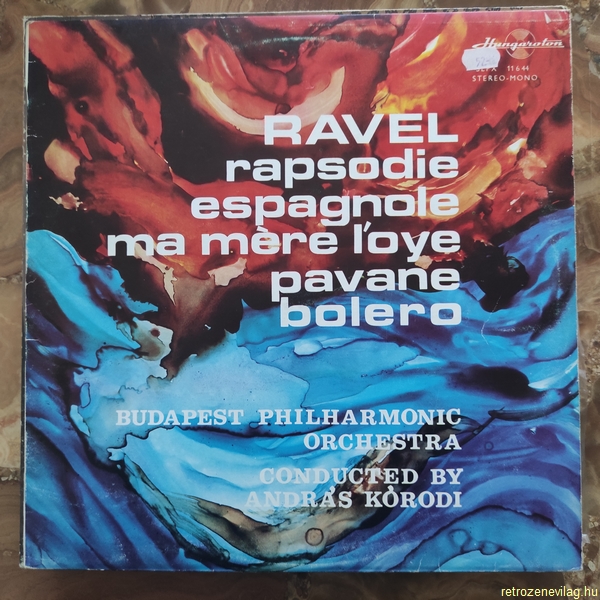 Hungaroton
11644
STEREO-MONO
RAVEL
rapsodie
espagnole
ma mère l'oye
pavane
bolero
BUDAPEST PHILHARMONIC
ORCHESTRA
CONDUCTED BY
ANDRÁS KÓRODI
retrozenevilag.hu